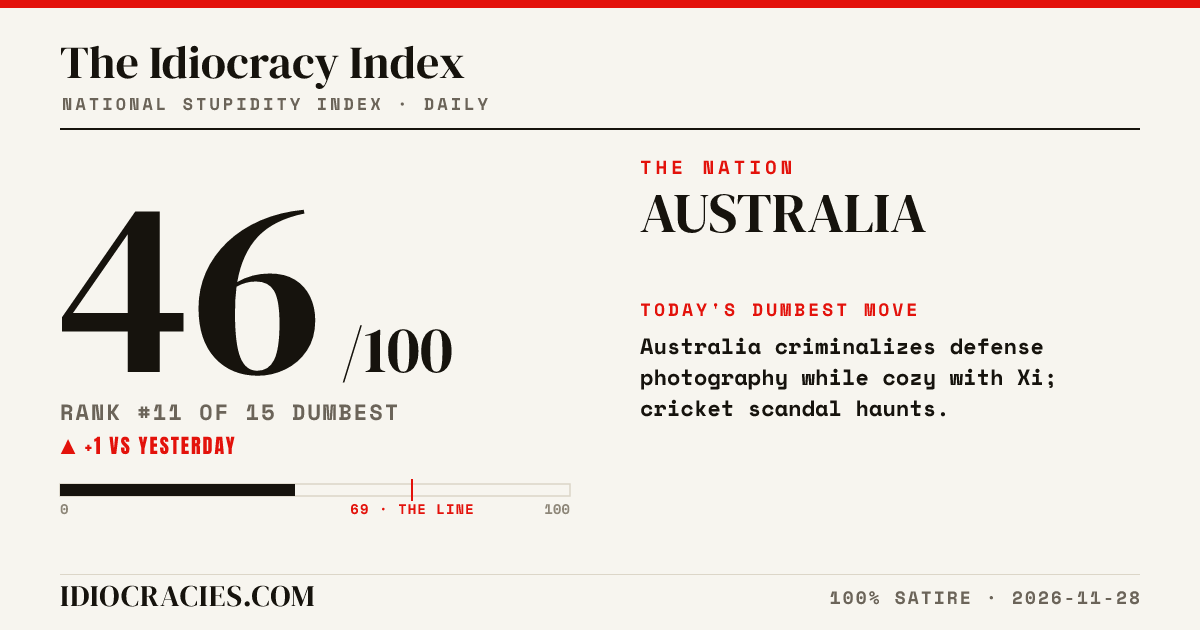 The Idiocracy Index
NATIONAL STUPIDITY INDEX · DAILY
46 /100
RANK #11 OF 15 DUMBEST
▲ +1 VS YESTERDAY
0
69 · THE LINE
100
THE NATION
AUSTRALIA
TODAY'S DUMBEST MOVE
Australia criminalizes defense
photography while cozy with Xi;
cricket scandal haunts.
IDIOCRACIES.COM
100% SATIRE · 2026-11-28